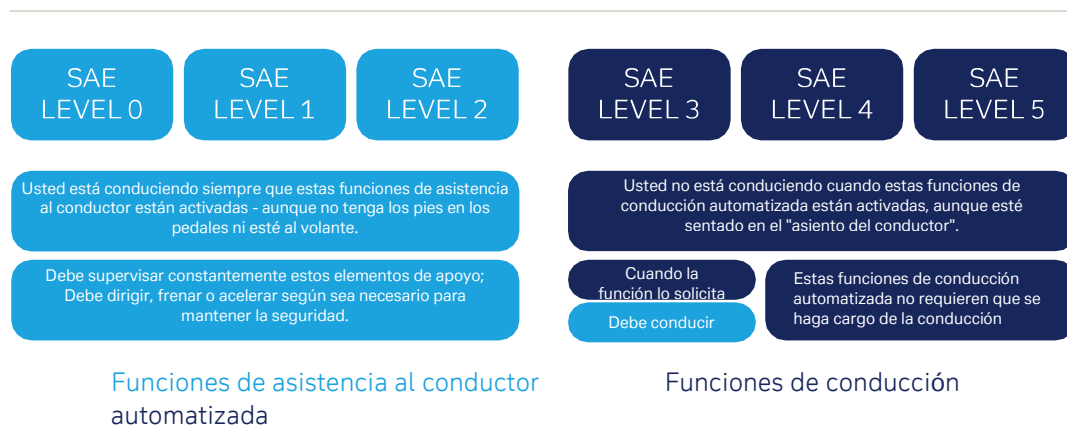 SAE
LEVEL 0
SAE
LEVEL 1
SAE
LEVEL 2
SAE
LEVEL 3
SAE
LEVEL 4
SAE
LEVEL 5
Usted está conduciendo siempre que estas funciones de asistencia
al conductor están activadas - aunque no tenga los pies en los
pedales ni esté al volante.
Usted no está conduciendo cuando estas funciones de
conducción automatizada están activadas, aunque esté
sentado en el "asiento del conductor".
Debe supervisar constantemente estos elementos de apoyo;
Debe dirigir, frenar o acelerar según sea necesario para
mantener la seguridad.
Cuando la
función lo solicita
Debe conducir
Estas funciones de conducción
automatizada no requieren que se
haga cargo de la conducción
Funciones de asistencia al conductor
automatizada
Funciones de conducción